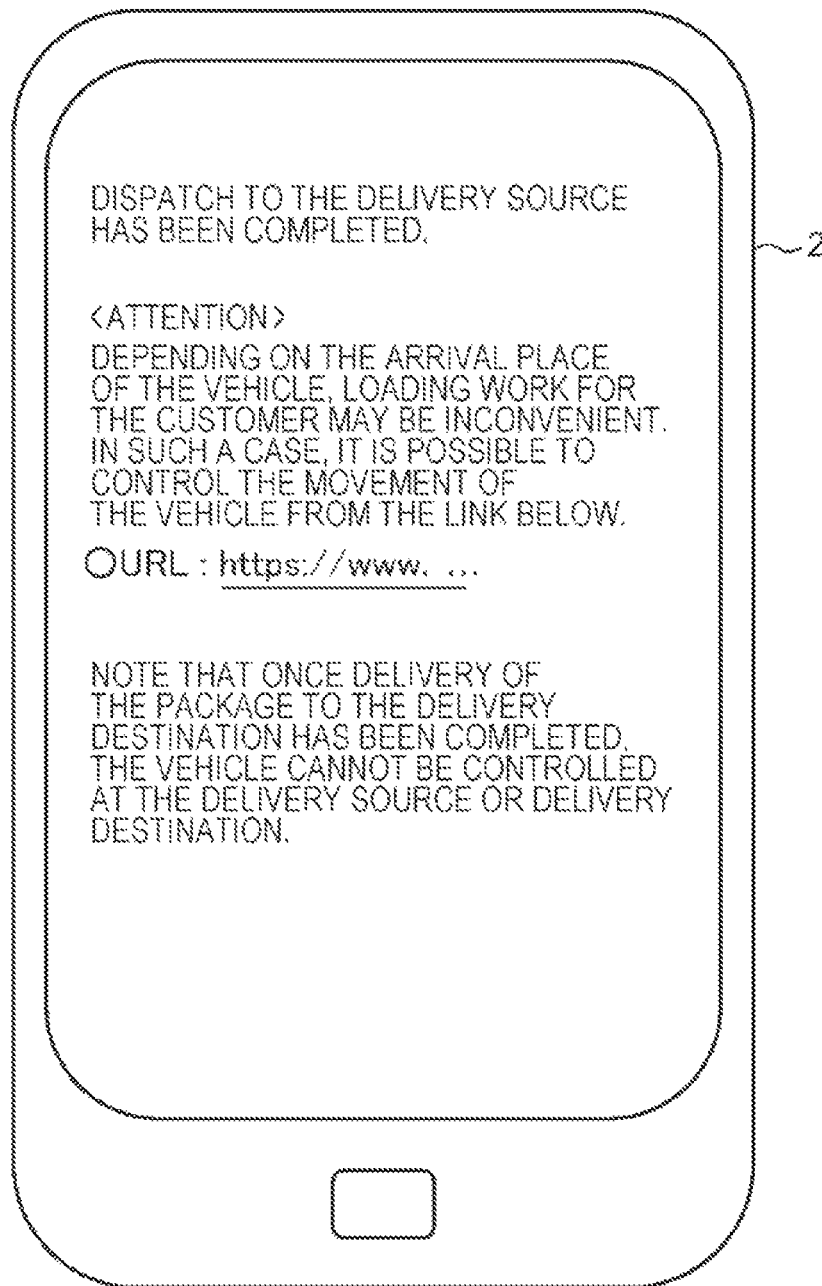 DISPATCH TO THE DELIVERY SOURCE
HAS BEEN COMPLETED.
2
<ATTENTION>
DEPENDING ON THE ARRIVAL PLACE
OF THE VEHICLE, LOADING WORK FOR
THE CUSTOMER MAY BE INCONVENIENT.
IN SUCH A CASE, IT IS POSSIBLE TO
CONTROL THE MOVEMENT OF
THE VEHICLE FROM THE LINK BELOW.
○URL : https://www. ...
NOTE THAT ONCE DELIVERY OF
THE PACKAGE TO THE DELIVERY
DESTINATION HAS BEEN COMPLETED,
THE VEHICLE CANNOT BE CONTROLLED
AT THE DELIVERY SOURCE OR DELIVERY
DESTINATION.